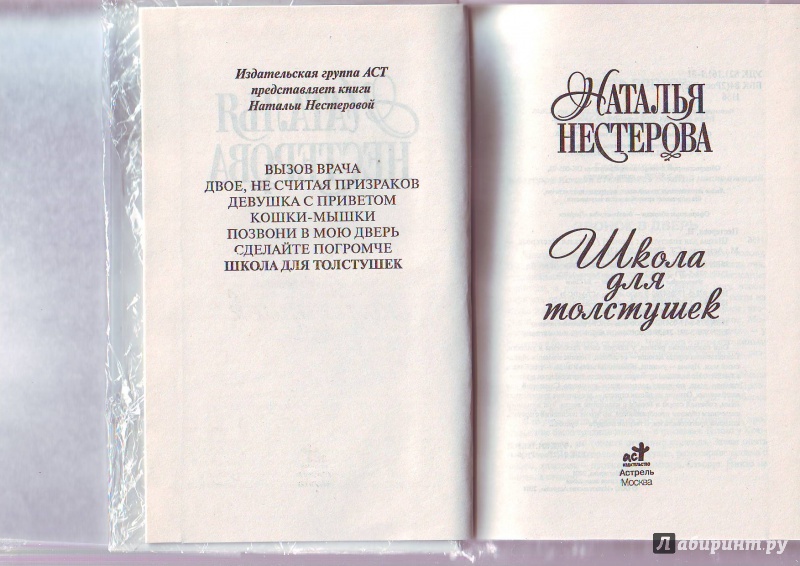 Издательская группа АСТ
представляет книги
Натальи Нестеровой
ВЫЗОВ ВРАЧА
ДВОЕ, НЕ СЧИТАЯ ПРИЗРАКОВ
ДЕВУШКА С ПРИВЕТОМ
КОШКИ-МЫШКИ
ПОЗВОНИ В МОЮ ДВЕРЬ
СДЕЛАЙТЕ ПОГРОМЧЕ
ШКОЛА ДЛЯ ТОЛСТУШЕК
НАТАЛЬЯ
НЕСТЕРОВА
Школа
для
толстушек
аст
издательство
Астрель
Москва
Лабиринт.ру